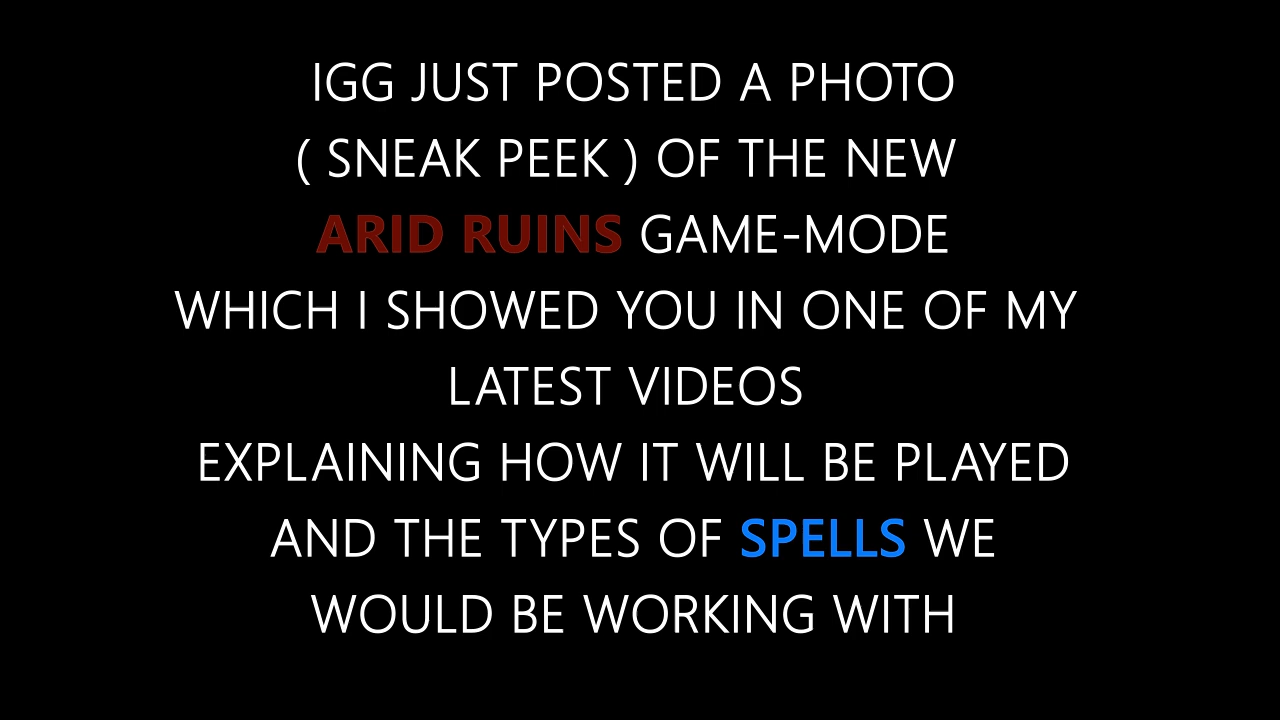 IGG JUST POSTED A PHOTO
( SNEAK PEEK ) OF THE NEW
ARID RUINS GAME-MODE
WHICH I SHOWED YOU IN ONE OF MY
LATEST VIDEOS
EXPLAINING HOW IT WILL BE PLAYED
AND THE TYPES OF SPELLS WE
WOULD BE WORKING WITH